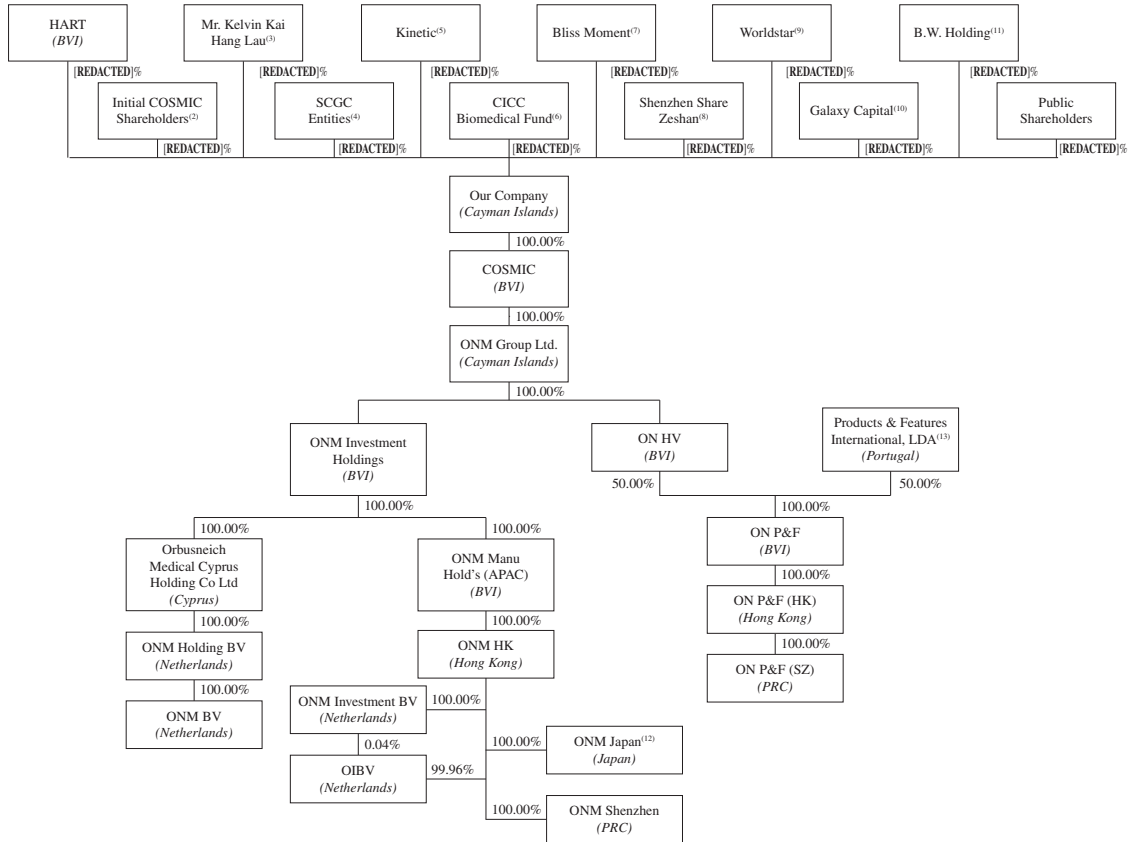 HART
(BVI)
Mr. Kelvin Kai
Hang Lau(3)
Kinetic(5)
Bliss Moment(7)
Worldstar(9)
B.W. Holding(11)
[REDACTED]%
[REDACTED]%
[REDACTED]%
[REDACTED]%
[REDACTED]%
[REDACTED]%
Initial COSMIC
Shareholders(2)
SCGC
Entities(4)
CICC
Biomedical Fund(6)
Shenzhen Share
Zeshan(8)
Galaxy Capital(10)
Public
Shareholders
[REDACTED]%
[REDACTED]%
[REDACTED]%
[REDACTED]%
[REDACTED]%
[REDACTED]%
Our Company
(Cayman Islands)
100.00%
COSMIC
(BVI)
100.00%
ONM Group Ltd.
(Cayman Islands)
100.00%
ONM Investment
Holdings
(BVI)
ON HV
(BVI)
Products & Features
International, LDA(13)
(Portugal)
50.00%
50.00%
100.00%
100.00%
100.00%
100.00%
Orbusneich
Medical Cyprus
Holding Co Ltd
(Cyprus)
ONM Manu
Hold's (APAC)
(BVI)
ON P&F
(BVI)
100.00%
100.00%
100.00%
ON P&F (HK)
(Hong Kong)
ONM Holding BV
(Netherlands)
ONM HK
(Hong Kong)
100.00%
ON P&F (SZ)
(PRC)
100.00%
ONM BV
(Netherlands)
ONM Investment BV
(Netherlands)
100.00%
0.04%
OIBV
(Netherlands)
99.96%
100.00%
ONM Japan(12)
(Japan)
100.00%
ONM Shenzhen
(PRC)